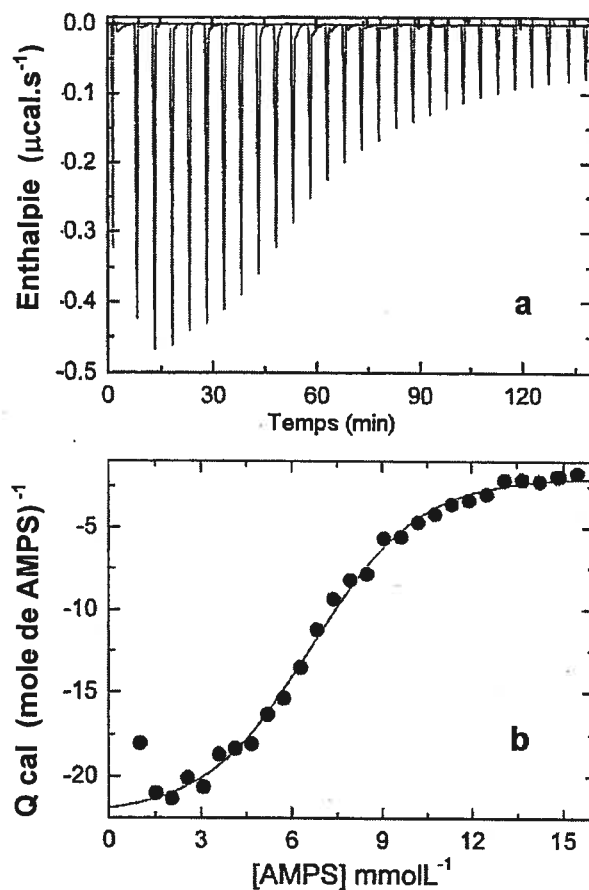 0.0
0.1
0.2
-0.3
-0.4
-0.5
Enthalpie (μcal.s⁻¹)
a
0 30 60 90 120
Temps (min)
-5
-10
-15
-20
Q cal (mole de AMPS)⁻¹
b
0 3 6 9 12 15
[AMPS] mmolL⁻¹